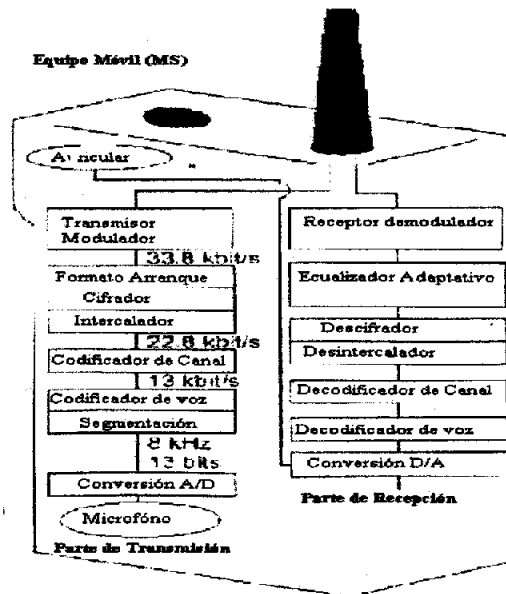 Equipo Móvil (MS)
Auricular
Transmisor
Modulador
33.8 kbit/s
Formato Arranque
Cifrador
Intercalador
22.8 kbit/s
Codificador de Canal
13 kbit/s
Codificador de voz
Segmentación
8 kHz
13 bits
Conversión A/D
Microfóno
Parte de Transmisión
Receptor demodulador
Ecualizador Adaptativo
Descifrador
Desintercalador
Decodificador de Canal
Decodificador de voz
Conversión D/A
Parte de Recepción